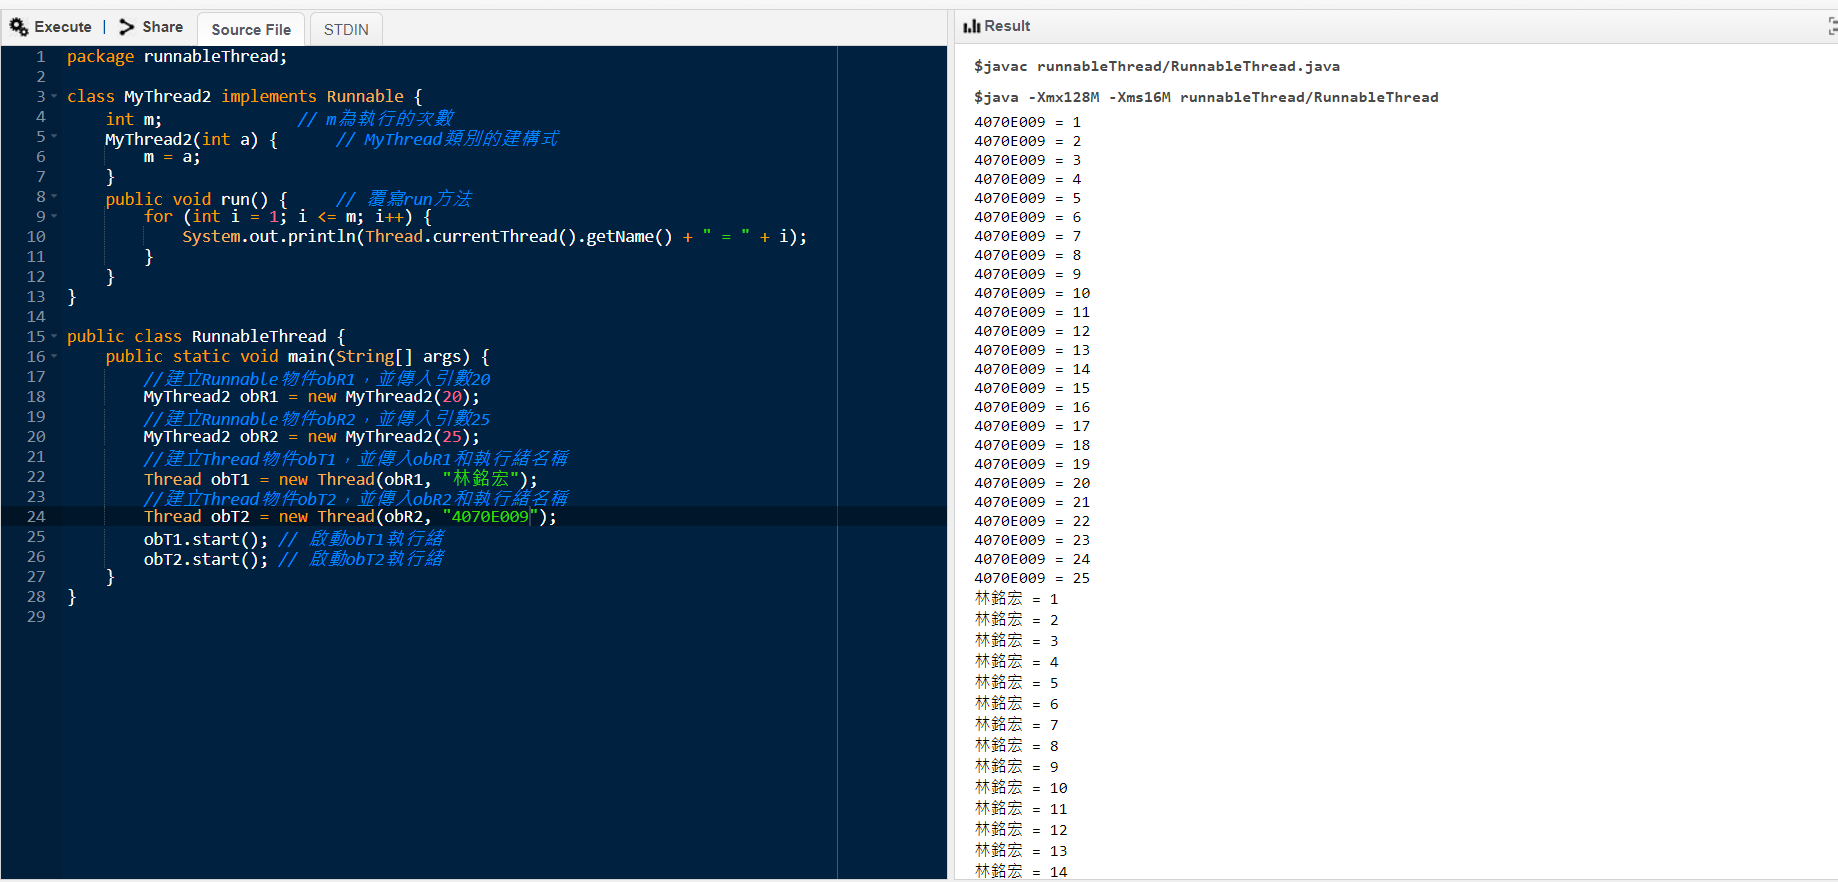 Execute | Share Source File STDIN
1 package runnableThread;
2
3 class MyThread2 implements Runnable {
4 int m; // m為執行的次數
5 MyThread2(int a) { // MyThread類別的建構式
6 m = a;
7 }
8 public void run() { // 覆寫run方法
9 for (int i = 1; i <= m; i++) {
10 System.out.println(Thread.currentThread().getName() + " = " + i);
11 }
12 }
13 }
14
15 public class RunnableThread {
16 public static void main(String[] args) {
17 //建立Runnable物件obR1，並傳入引數20
18 MyThread2 obR1 = new MyThread2(20);
19 //建立Runnable物件obR2，並傳入引數25
20 MyThread2 obR2 = new MyThread2(25);
21 //建立Thread物件obT1，並傳入obR1和執行緒名稱
22 Thread obT1 = new Thread(obR1, "林銘宏");
23 //建立Thread物件obT2，並傳入obR2和執行緒名稱
24 Thread obT2 = new Thread(obR2, "4070E009");
25 obT1.start(); // 啟動obT1執行緒
26 obT2.start(); // 啟動obT2執行緒
27 }
28 }
29
Result
$javac runnableThread/RunnableThread.java
$java -Xmx128M -Xms16M runnableThread/RunnableThread
4070E009 = 1
4070E009 = 2
4070E009 = 3
4070E009 = 4
4070E009 = 5
4070E009 = 6
4070E009 = 7
4070E009 = 8
4070E009 = 9
4070E009 = 10
4070E009 = 11
4070E009 = 12
4070E009 = 13
4070E009 = 14
4070E009 = 15
4070E009 = 16
4070E009 = 17
4070E009 = 18
4070E009 = 19
4070E009 = 20
4070E009 = 21
4070E009 = 22
4070E009 = 23
4070E009 = 24
4070E009 = 25
林銘宏 = 1
林銘宏 = 2
林銘宏 = 3
林銘宏 = 4
林銘宏 = 5
林銘宏 = 6
林銘宏 = 7
林銘宏 = 8
林銘宏 = 9
林銘宏 = 10
林銘宏 = 11
林銘宏 = 12
林銘宏 = 13
林銘宏 = 14